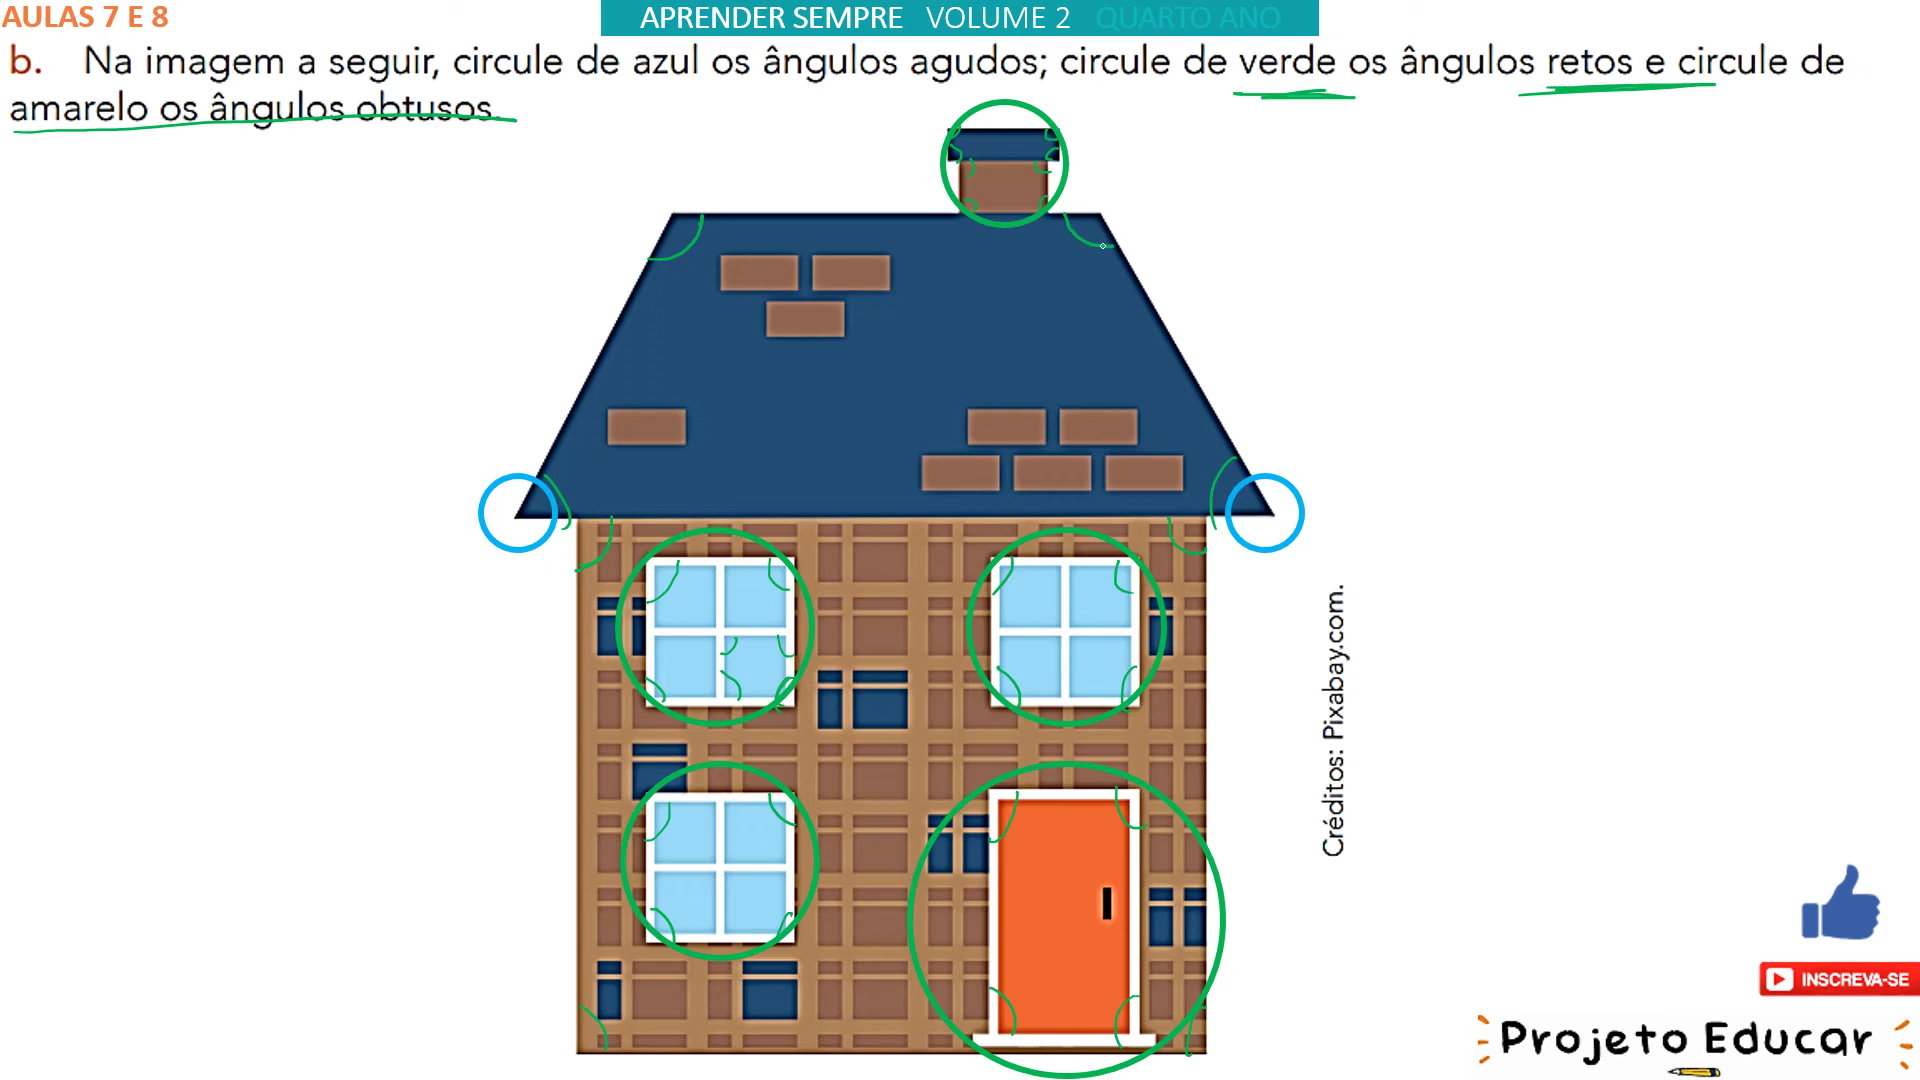 AULAS 7 E 8
APRENDER SEMPRE VOLUME 2 QUARTO ANO
b. Na imagem a seguir, circule de azul os ângulos agudos; circule de verde os ângulos retos e circule de
amarelo os ângulos obtusos.
Créditos: Pixabay.com.
INSCREVA-SE
Projeto Educar